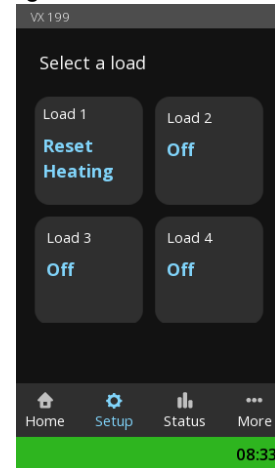 VX 199
Select a load
Load 1
Reset
Heating
Load 2
Off
Load 3
Off
Load 4
Off
Home Setup Status More
08:33